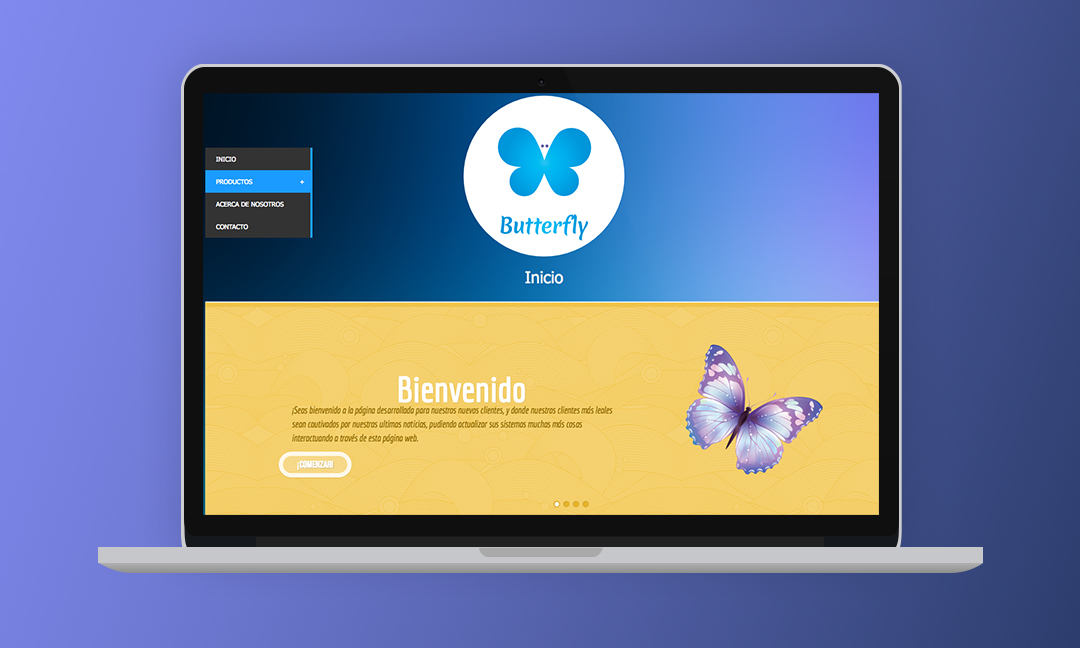 INICIO
PRODUCTOS +
ACERCA DE NOSOTROS
CONTACTO
Butterfly
Inicio
Bienvenido
¡Seas bienvenido a la página desarrollada para nuestros nuevos clientes, y donde nuestros clientes más leales
sean cautivados por nuestras ultimas noticias, pudiendo actualizar sus sistemas muchas más cosas
interactuando a través de esta página web.
¡COMENZAR!